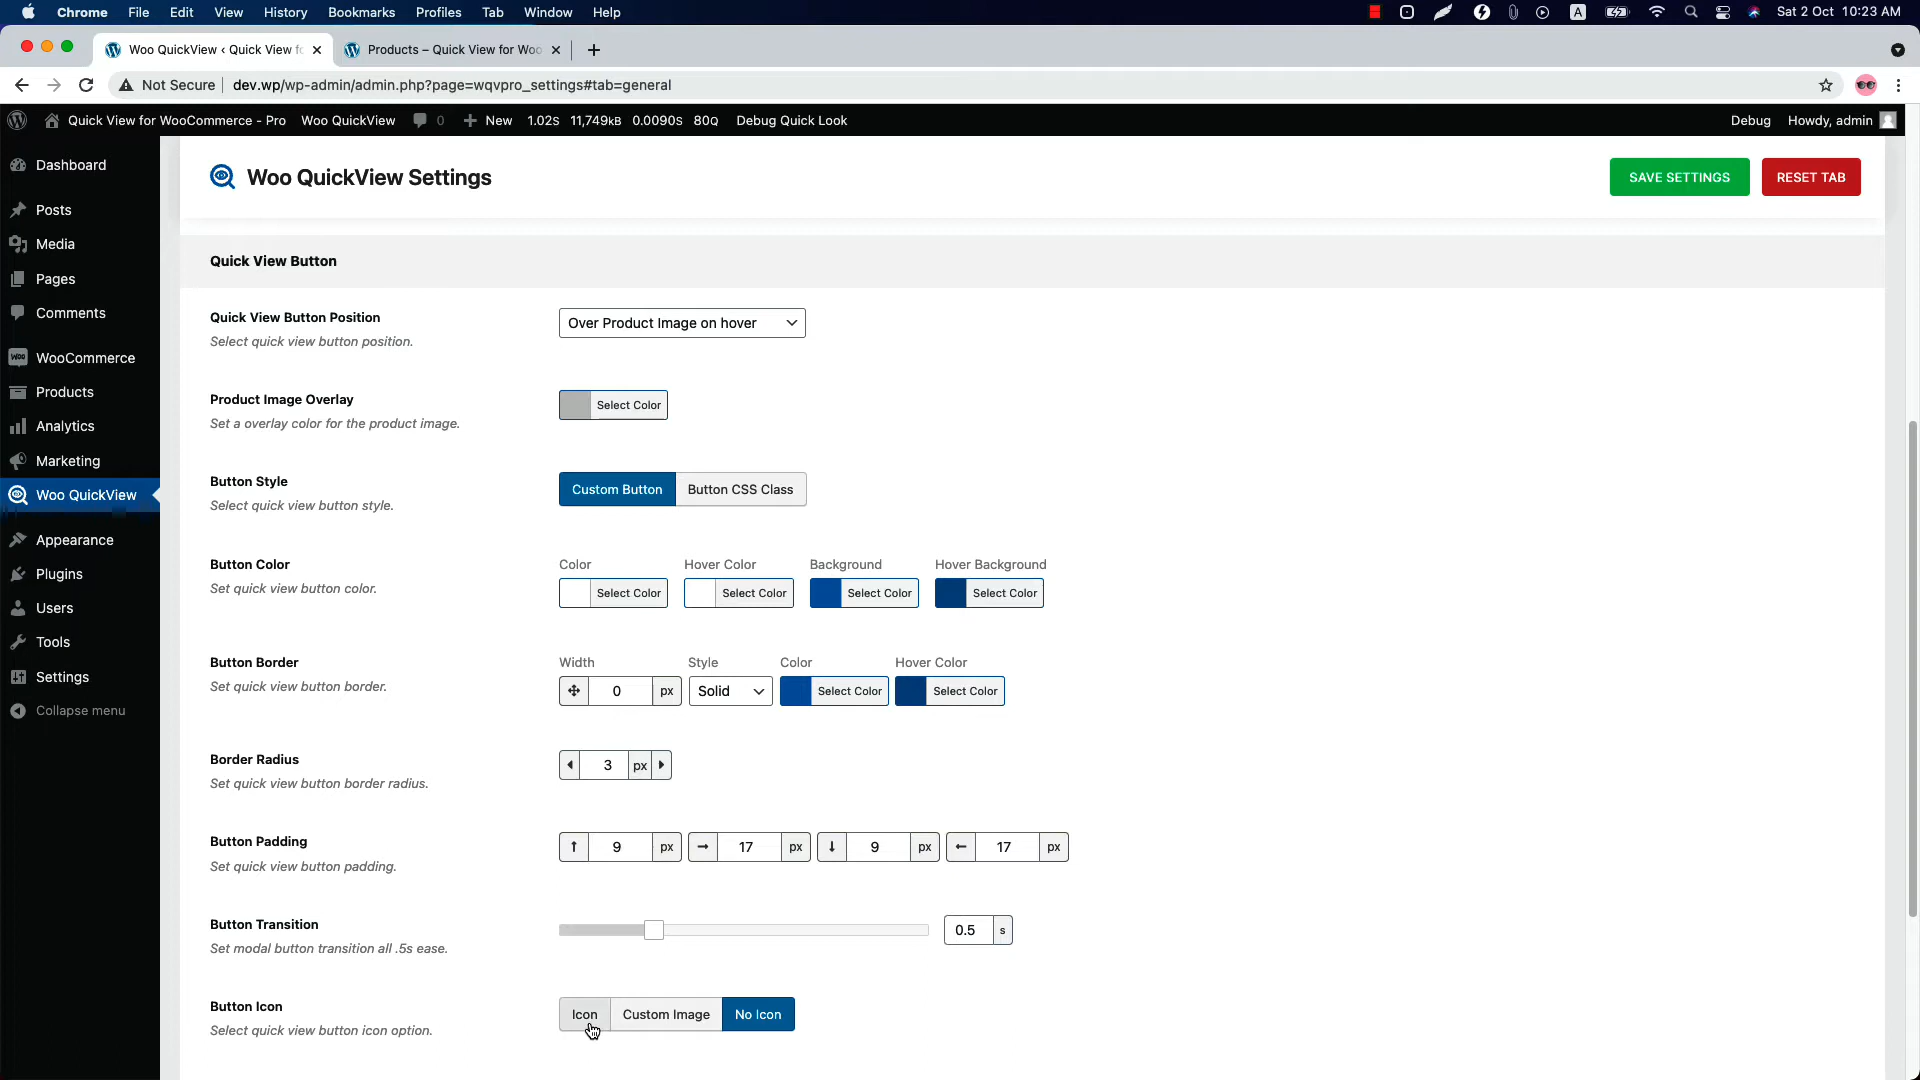 Chrome File Edit View History Bookmarks Profiles Tab Window Help A Sat 2 Oct 10:23 AM
Woo QuickView ‹ Quick View fo Products – Quick View for Woo
Not Secure dev.wp/wp-admin/admin.php?page=wqvpro_settings#tab=general
Quick View for WooCommerce - Pro Woo QuickView 0 New 1.02S 11,749KB 0.0090S 80Q Debug Quick Look Debug Howdy, admin
Dashboard
Posts
Media
Pages
Comments
WooCommerce
Products
Analytics
Marketing
Woo QuickView
Appearance
Plugins
Users
Tools
Settings
Collapse menu
Woo QuickView Settings
SAVE SETTINGS RESET TAB
Quick View Button
Quick View Button Position
Select quick view button position.
Over Product Image on hover
Product Image Overlay
Set a overlay color for the product image.
Select Color
Button Style
Select quick view button style.
Custom Button Button CSS Class
Button Color
Set quick view button color.
Color Hover Color Background Hover Background
Select Color Select Color Select Color Select Color
Button Border
Set quick view button border.
Width Style Color Hover Color
0 px Solid Select Color Select Color
Border Radius
Set quick view button border radius.
3 px
Button Padding
Set quick view button padding.
↑ 9 px → 17 px ↓ 9 px ← 17 px
Button Transition
Set modal button transition all .5s ease.
0.5 s
Button Icon
Select quick view button icon option.
Icon Custom Image No Icon